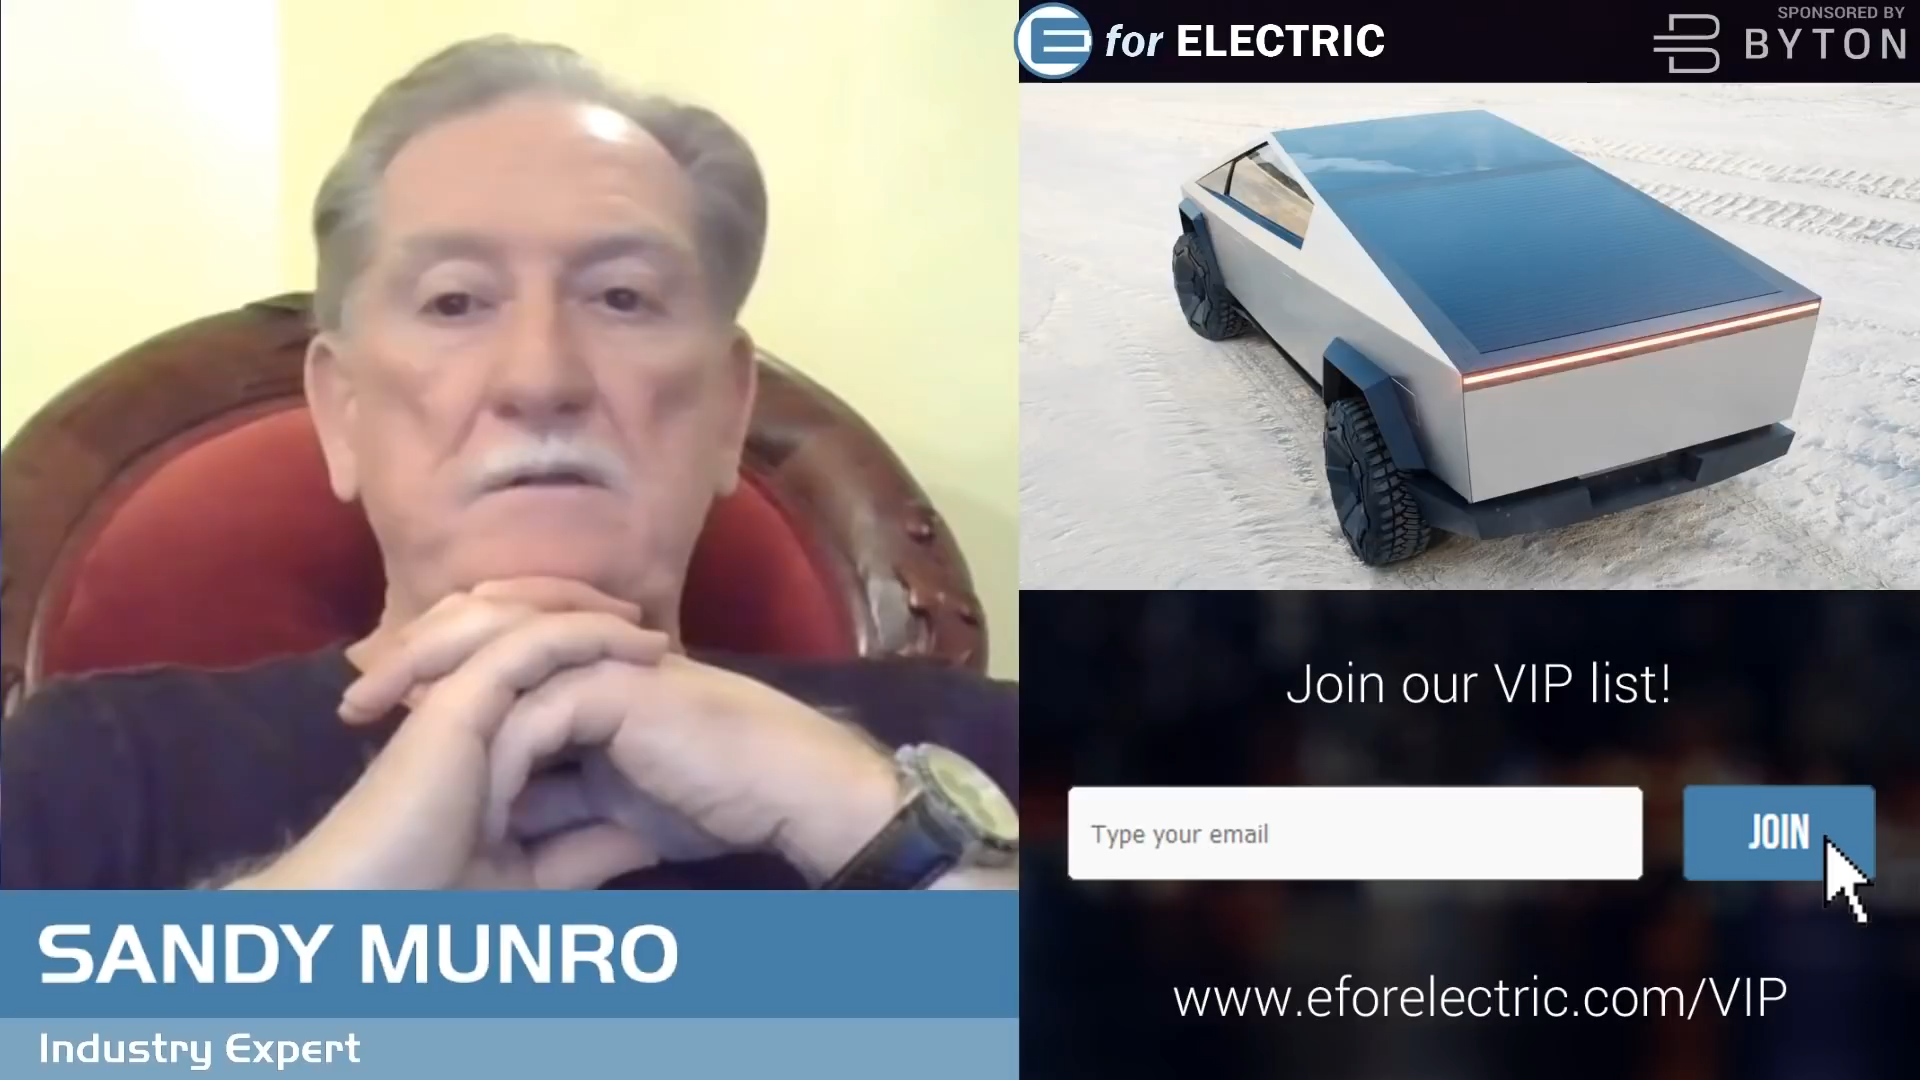 E for ELECTRIC
SPONSORED BY
BYTON
Join our VIP list!
Type your email
JOIN
www.eforelectric.com/VIP
SANDY MUNRO
Industry Expert